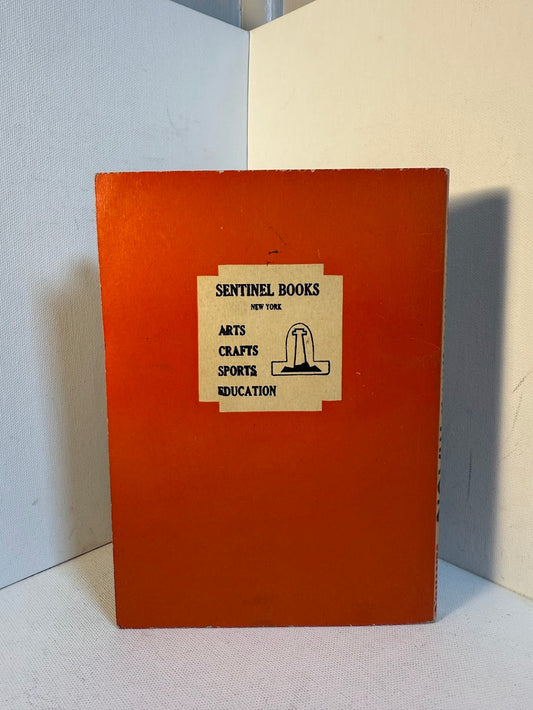 SENTINEL BOOKS
NEW YORK
ARTS
CRAFTS
SPORTS
EDUCATION